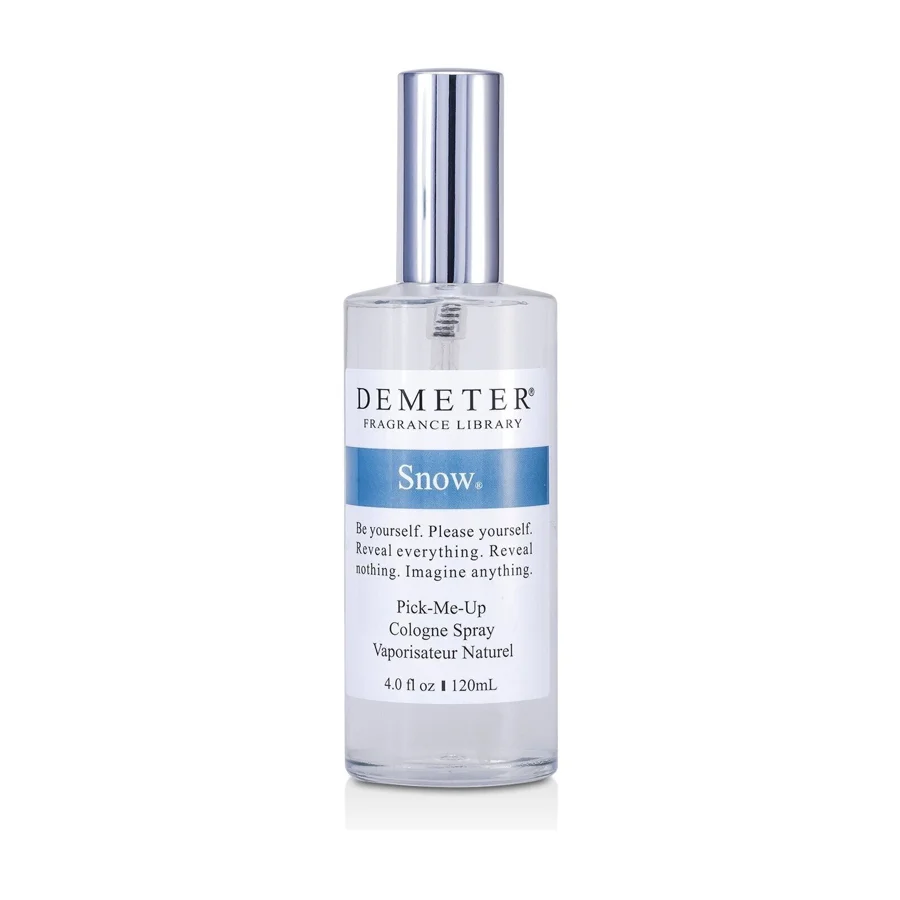 DEMETER®
FRAGRANCE LIBRARY
Snow®
Be yourself. Please yourself.
Reveal everything. Reveal
nothing. Imagine anything.
Pick-Me-Up
Cologne Spray
Vaporisateur Naturel
4.0 fl oz ▮ 120mL